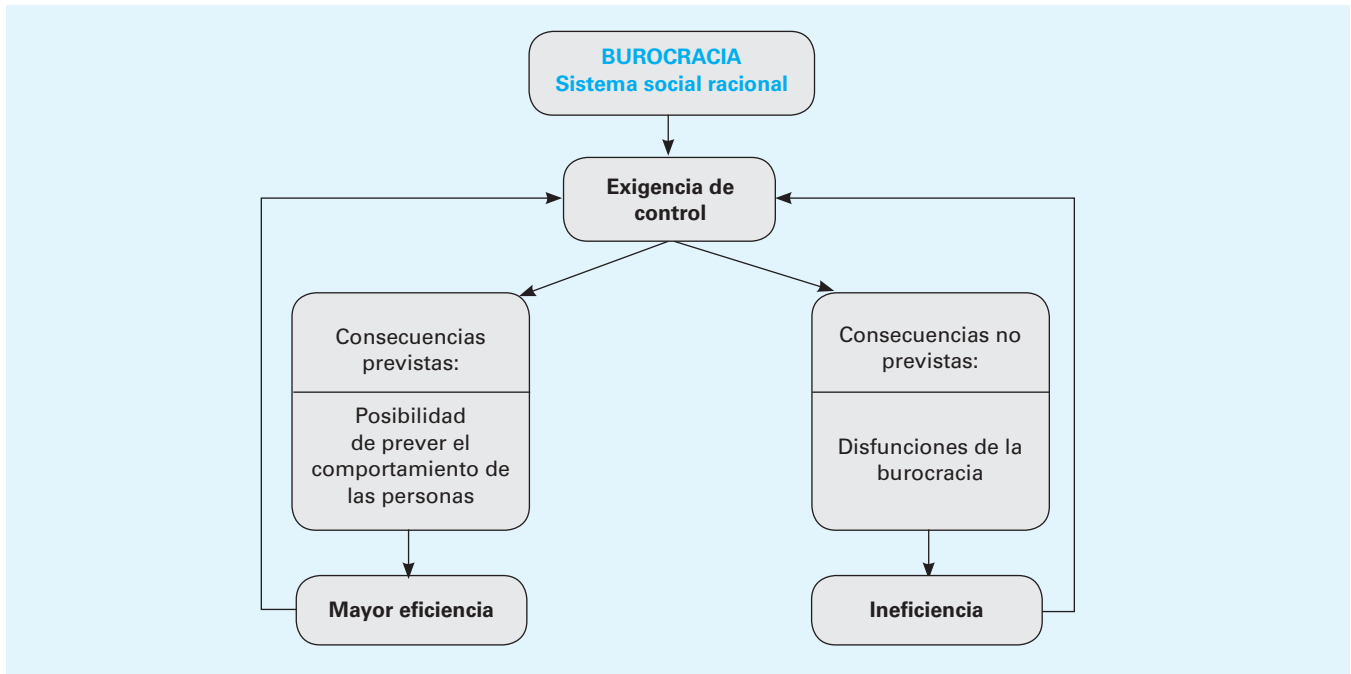 BUROCRACIA
Sistema social racional
Exigencia de
control
Consecuencias
previstas:
Posibilidad
de prever el
comportamiento de
las personas
Mayor eficiencia
Consecuencias no
previstas:
Disfunciones de la
burocracia
Ineficiencia